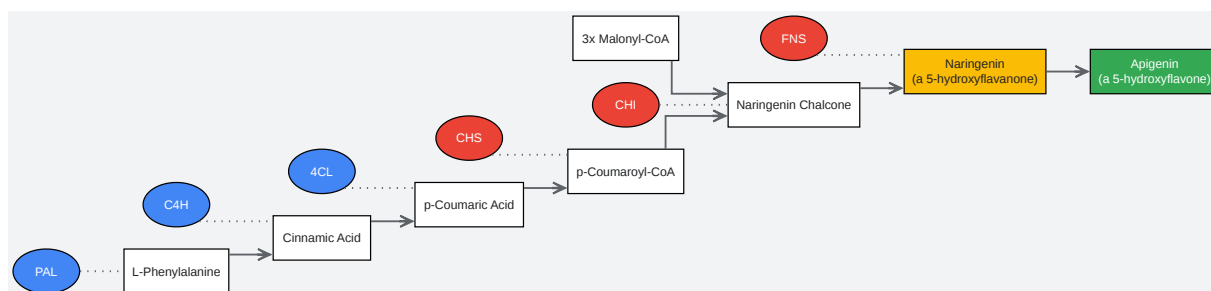 3x Malonyl-CoA
FNS
Naringenin
(a 5-hydroxyflavanone)
Apigenin
(a 5-hydroxyflavone)
CHI
Naringenin Chalcone
CHS
p-Coumaroyl-CoA
4CL
p-Coumaric Acid
C4H
Cinnamic Acid
PAL
L-Phenylalanine